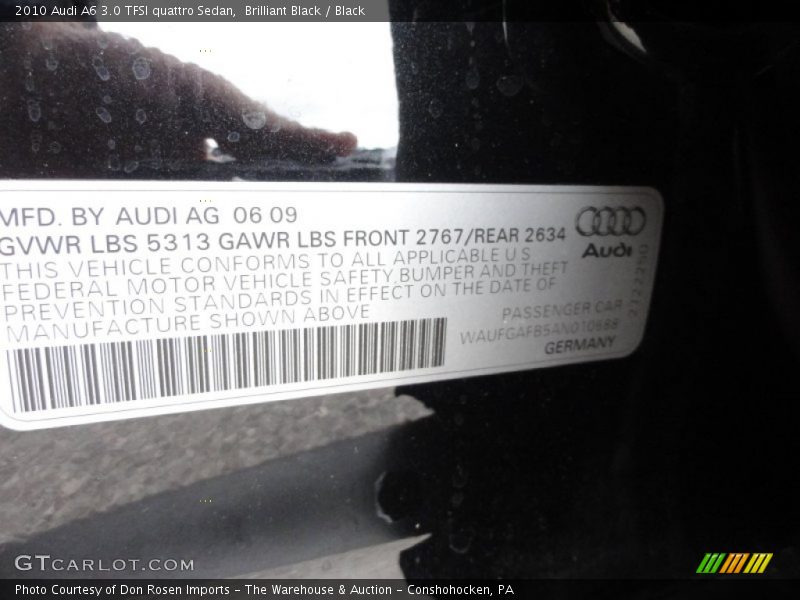 2010 Audi A6 3.0 TFSI quattro Sedan,  Brilliant Black / Black
MFD. BY AUDI AG 06 09
GVWR LBS 5313 GAWR LBS FRONT 2767/REAR 2634
THIS VEHICLE CONFORMS TO ALL APPLICABLE U S
FEDERAL MOTOR VEHICLE SAFETY,BUMPER AND THEFT
PREVENTION STANDARDS IN EFFECT ON THE DATE OF
MANUFACTURE SHOWN ABOVE
Audi
PASSENGER CAR
WAUFGAFB5AN010688
GERMANY
GTCARLOT.COM
Photo Courtesy of Don Rosen Imports - The Warehouse & Auction - Conshohocken, PA